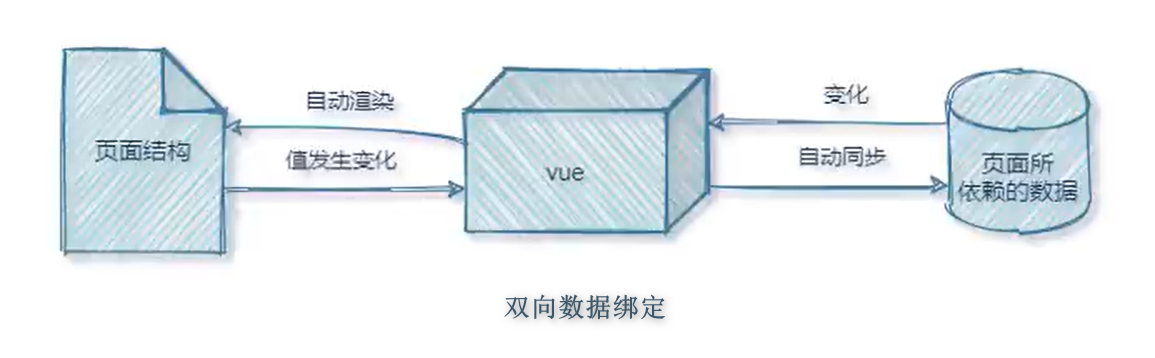 自动渲染
变化
页面结构
值发生变化
vue
自动同步
页面所
依赖的数据
双向数据绑定